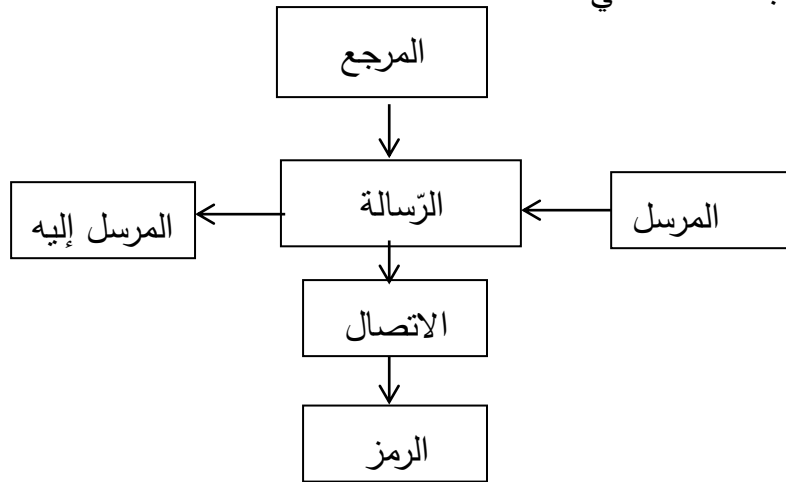 المرجع
الرّسالة
المرسل
المرسل إليه
الاتصال
الرمز